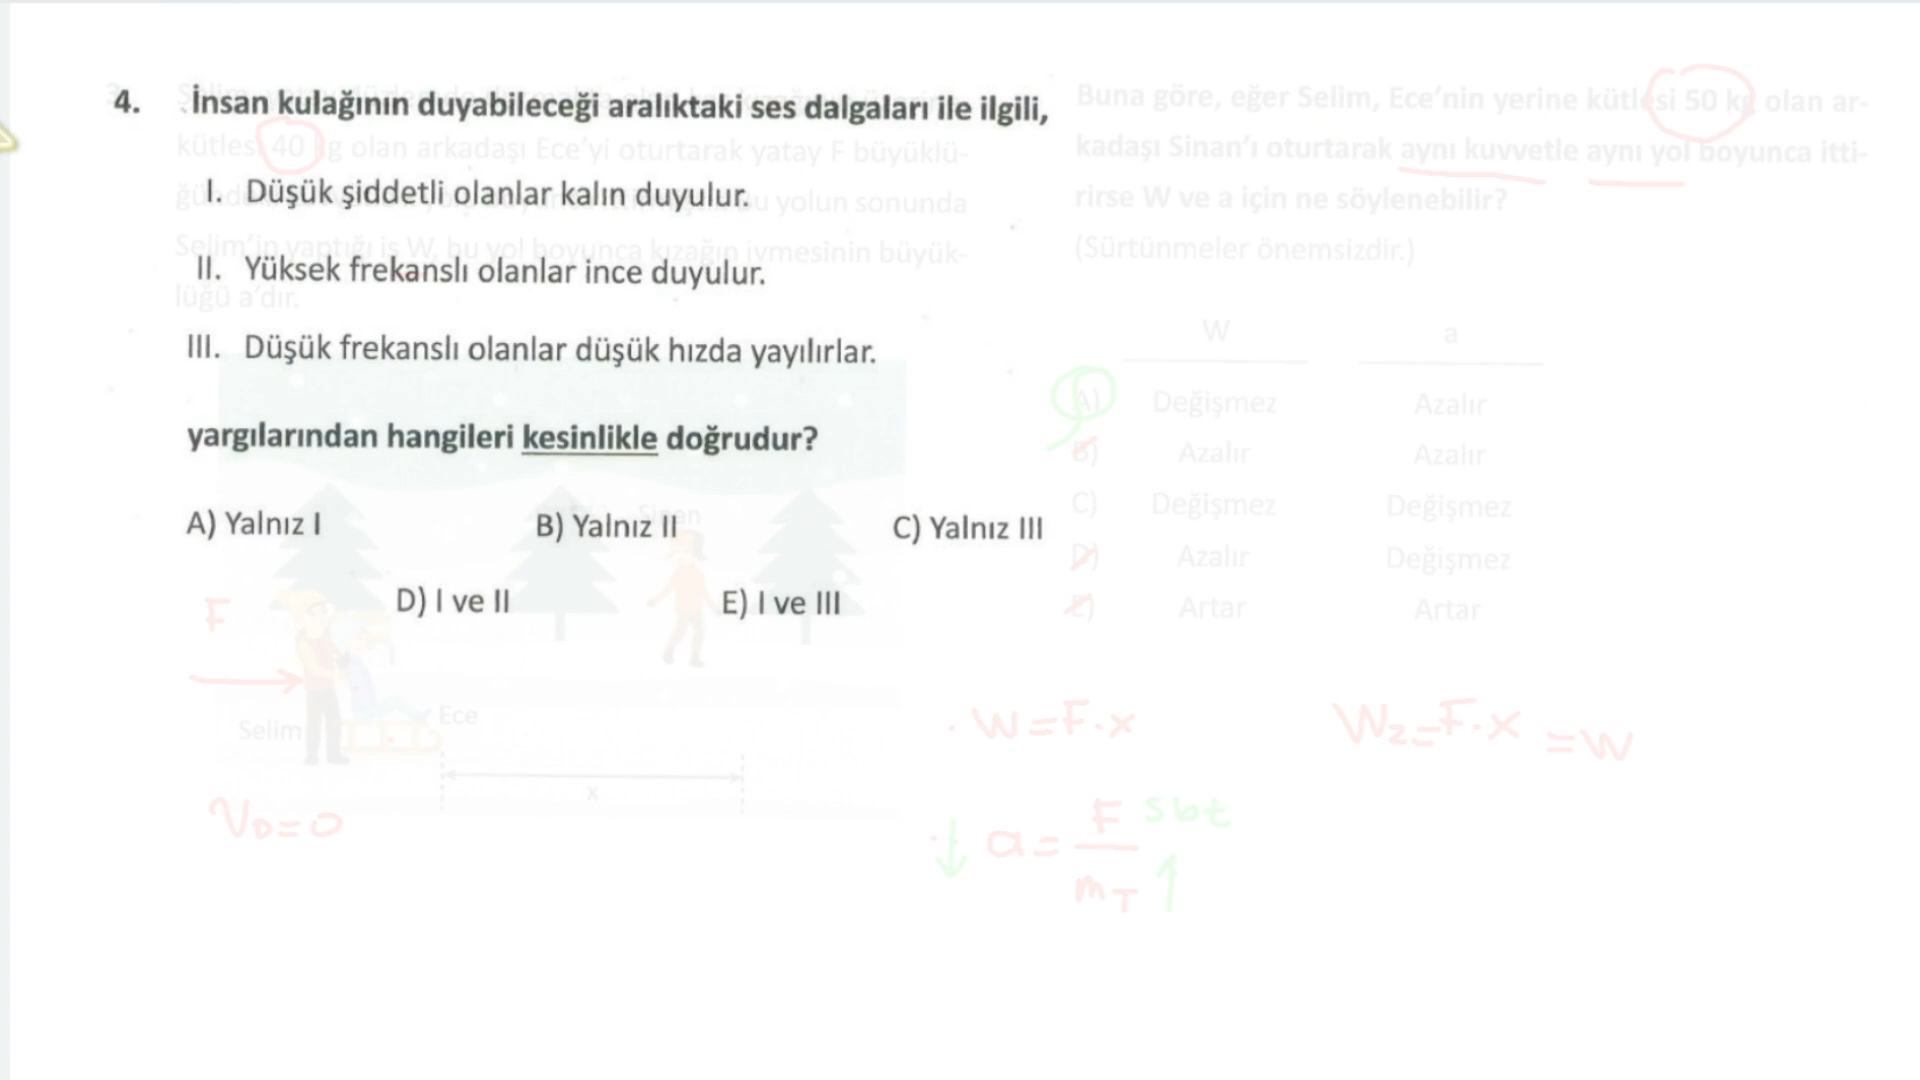 4. İnsan kulağının duyabileceği aralıktaki ses dalgaları ile ilgili,
I. Düşük şiddetli olanlar kalın duyulur.
II. Yüksek frekanslı olanlar ince duyulur.
III. Düşük frekanslı olanlar düşük hızda yayılırlar.
yargılarından hangileri kesinlikle doğrudur?
A) Yalnız I B) Yalnız II C) Yalnız III
D) I ve II E) I ve III
kütlesi 40 kg olan arkadaşı Ece'yi oturtarak yatay F büyüklü-
bu yolun sonunda
Selim'in yaptığı iş W, bu yol boyunca kızağın ivmesinin büyük-
lüğü a'dır.
Sinan
F
Selim
Ece
x
V₀=0
Buna göre, eğer Selim, Ece'nin yerine kütlesi 50 kg olan ar-
kadaşı Sinan'ı oturtarak aynı kuvvetle aynı yol boyunca itti-
rirse W ve a için ne söylenebilir?
(Sürtünmeler önemsizdir.)
W a
A) Değişmez Azalır
B) Azalır Azalır
C) Değişmez Değişmez
D) Azalır Değişmez
E) Artar Artar
W=F.x W₂=F.x =W
↓ a= F sbt
mT ↑